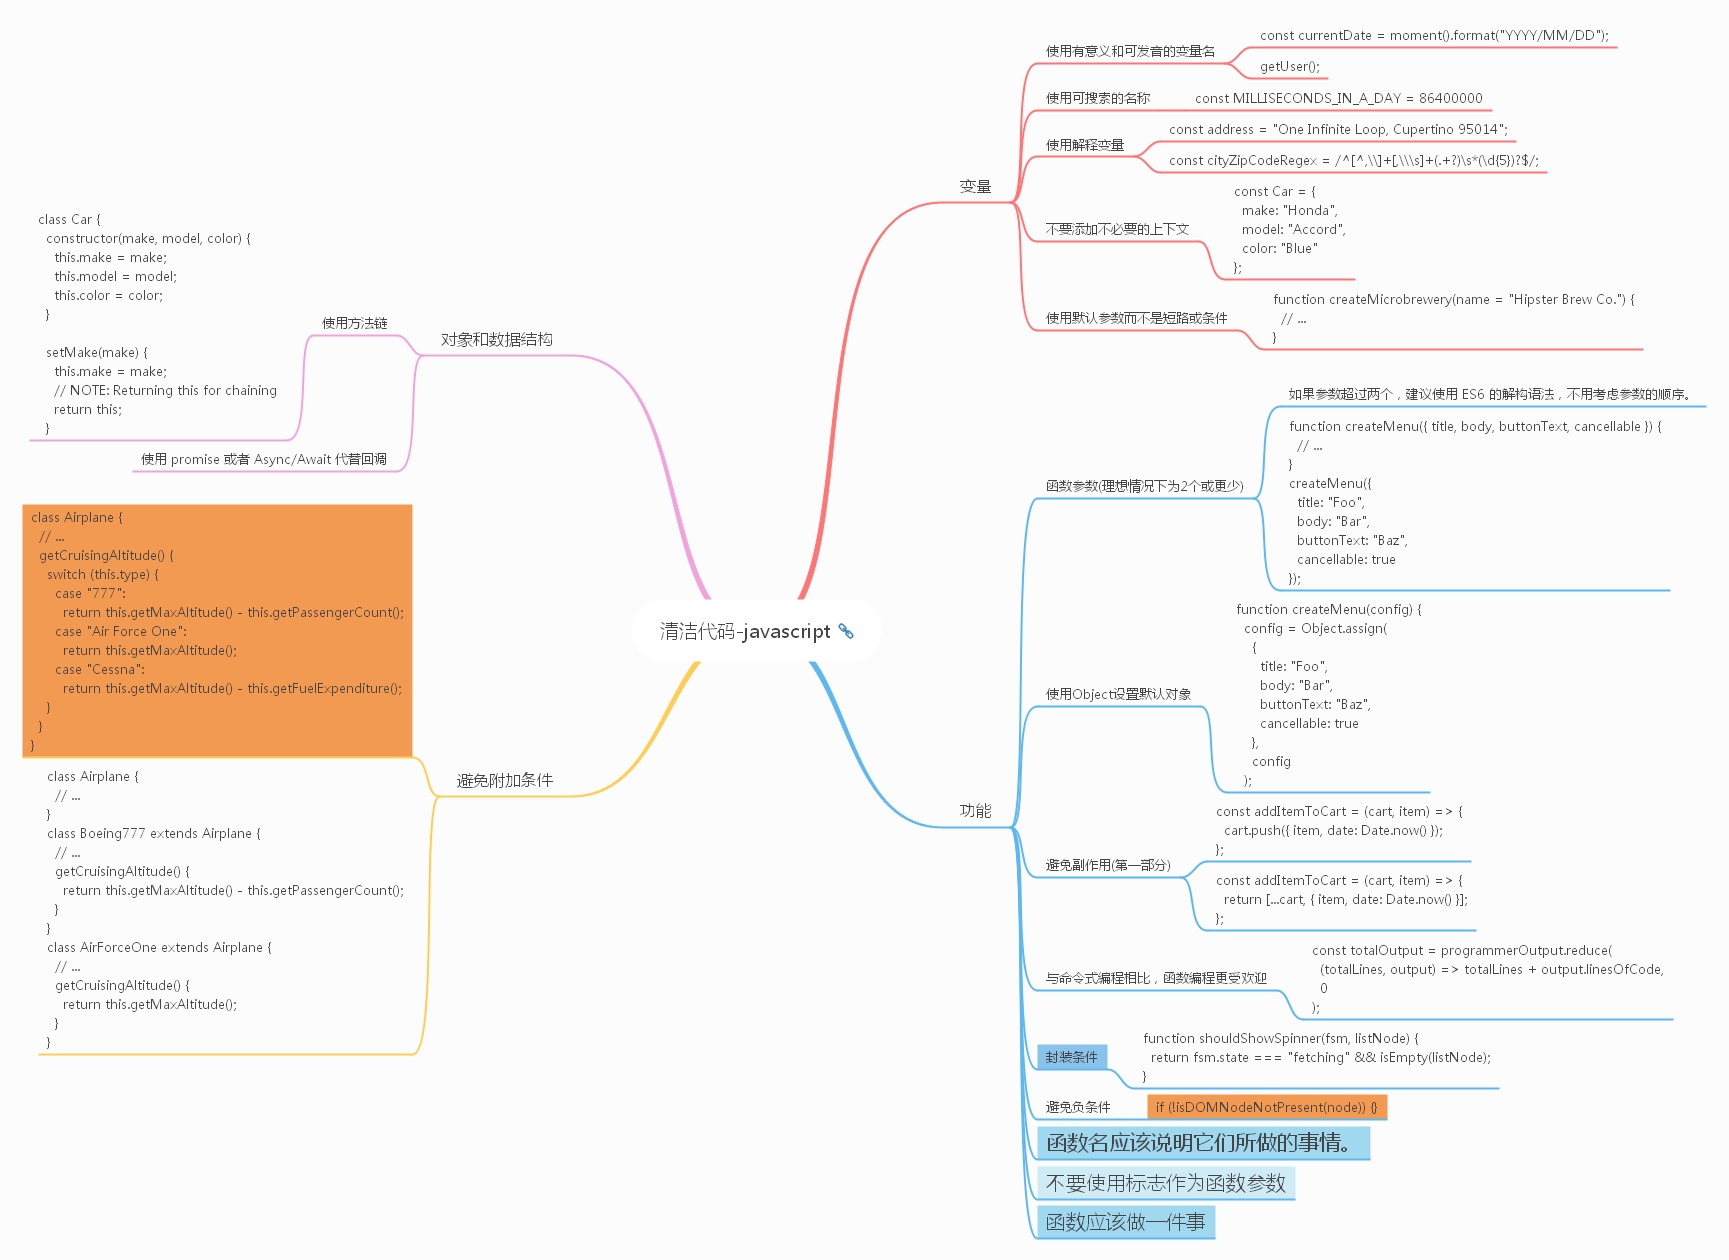 清洁代码-javascript
变量
使用有意义和可发音的变量名
const currentDate = moment().format("YYYY/MM/DD");
getUser();
使用可搜索的名称
const MILLISECONDS_IN_A_DAY = 86400000
使用解释变量
const address = "One Infinite Loop, Cupertino 95014";
const cityZipCodeRegex = /^[^,\\]+[,\\\s]+(.+?)\s*(\d{5})?$/;
不要添加不必要的上下文
const Car = {
make: "Honda",
model: "Accord",
color: "Blue"
};
使用默认参数而不是短路或条件
function createMicrobrewery(name = "Hipster Brew Co.") {
// ...
}
功能
函数参数(理想情况下为2个或更少)
如果参数超过两个，建议使用 ES6 的解构语法，不用考虑参数的顺序。
function createMenu({ title, body, buttonText, cancellable }) {
// ...
}
createMenu({
title: "Foo",
body: "Bar",
buttonText: "Baz",
cancellable: true
});
使用Object设置默认对象
function createMenu(config) {
config = Object.assign(
{
title: "Foo",
body: "Bar",
buttonText: "Baz",
cancellable: true
},
config
);
避免副作用(第一部分)
const addItemToCart = (cart, item) => {
cart.push({ item, date: Date.now() });
};
const addItemToCart = (cart, item) => {
return [...cart, { item, date: Date.now() }];
};
与命令式编程相比，函数编程更受欢迎
const totalOutput = programmerOutput.reduce(
(totalLines, output) => totalLines + output.linesOfCode,
0
);
封装条件
function shouldShowSpinner(fsm, listNode) {
return fsm.state === "fetching" && isEmpty(listNode);
}
避免负条件
if (!isDOMNodeNotPresent(node)) {}
函数名应该说明它们所做的事情。
不要使用标志作为函数参数
函数应该做一件事
对象和数据结构
使用方法链
class Car {
constructor(make, model, color) {
this.make = make;
this.model = model;
this.color = color;
}
setMake(make) {
this.make = make;
// NOTE: Returning this for chaining
return this;
}
使用 promise 或者 Async/Await 代替回调
避免附加条件
class Airplane {
// ...
getCruisingAltitude() {
switch (this.type) {
case "777":
return this.getMaxAltitude() - this.getPassengerCount();
case "Air Force One":
return this.getMaxAltitude();
case "Cessna":
return this.getMaxAltitude() - this.getFuelExpenditure();
}
}
}
class Airplane {
// ...
}
class Boeing777 extends Airplane {
// ...
getCruisingAltitude() {
return this.getMaxAltitude() - this.getPassengerCount();
}
}
class AirForceOne extends Airplane {
// ...
getCruisingAltitude() {
return this.getMaxAltitude();
}
}